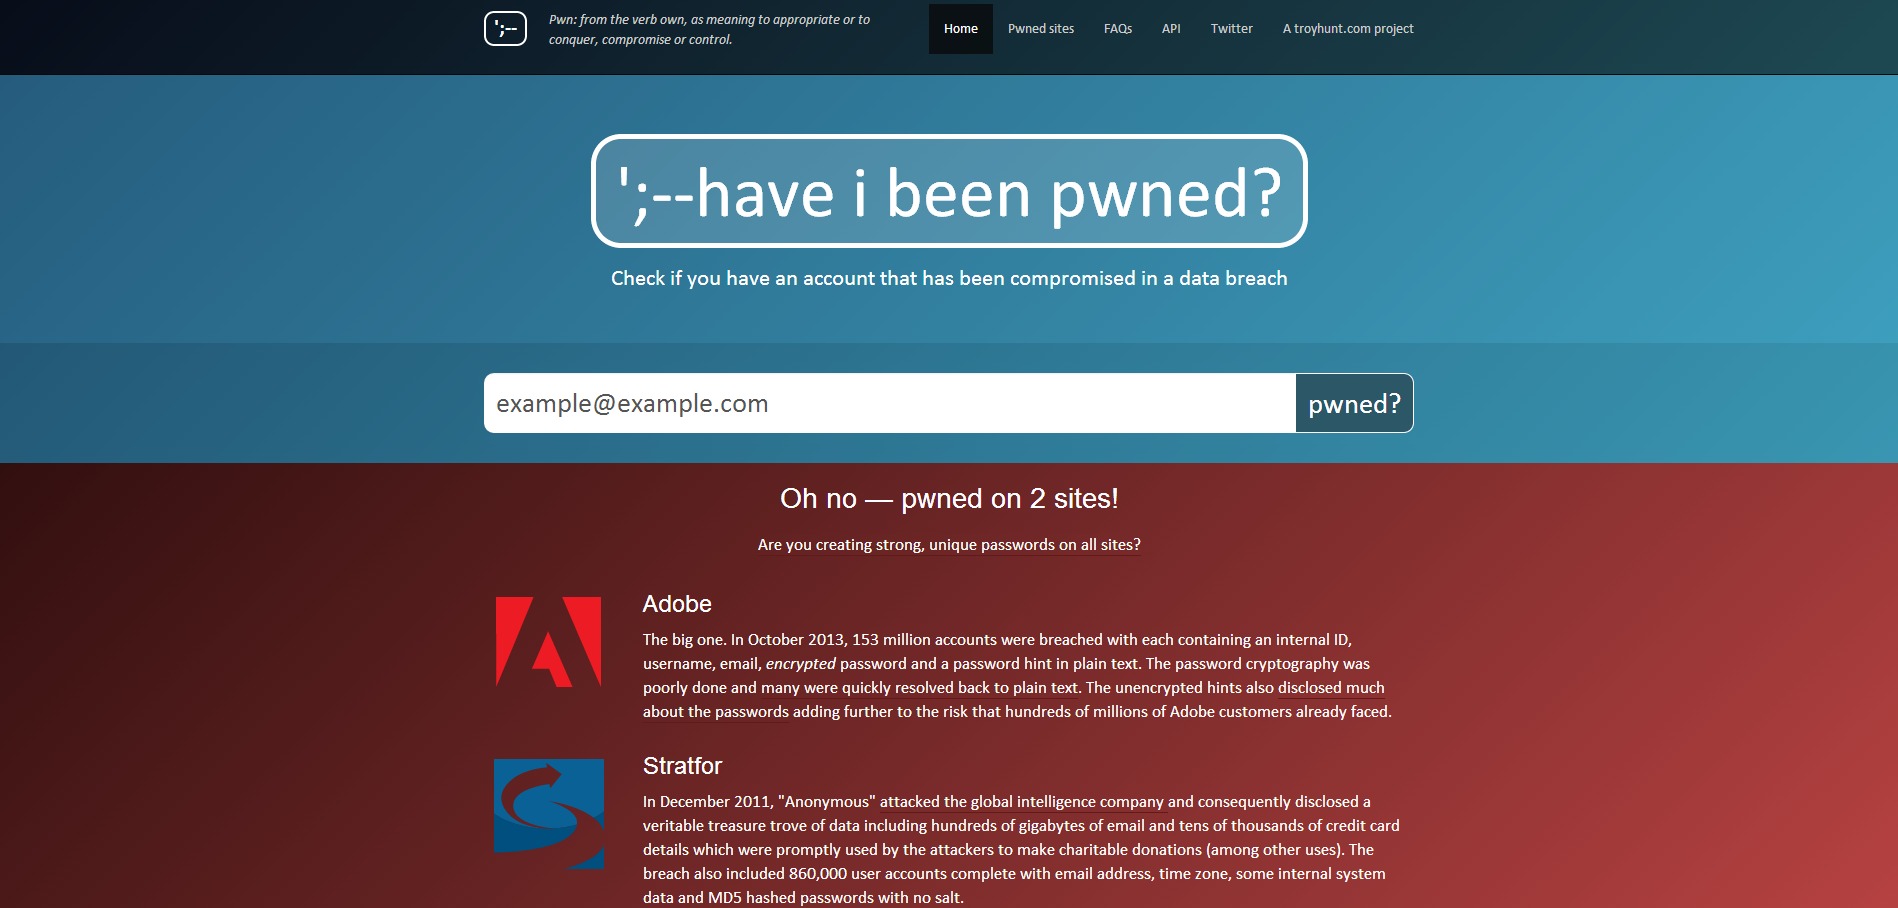 ';--
Pwn: from the verb own, as meaning to appropriate or to
conquer, compromise or control.
Home
Pwned sites
FAQs
API
Twitter
A troyhunt.com project
';--have i been pwned?
Check if you have an account that has been compromised in a data breach
example@example.com
pwned?
Oh no — pwned on 2 sites!
Are you creating strong, unique passwords on all sites?
Adobe
The big one. In October 2013, 153 million accounts were breached with each containing an internal ID,
username, email, encrypted password and a password hint in plain text. The password cryptography was
poorly done and many were quickly resolved back to plain text. The unencrypted hints also disclosed much
about the passwords adding further to the risk that hundreds of millions of Adobe customers already faced.
Stratfor
In December 2011, "Anonymous" attacked the global intelligence company and consequently disclosed a
veritable treasure trove of data including hundreds of gigabytes of email and tens of thousands of credit card
details which were promptly used by the attackers to make charitable donations (among other uses). The
breach also included 860,000 user accounts complete with email address, time zone, some internal system
data and MD5 hashed passwords with no salt.